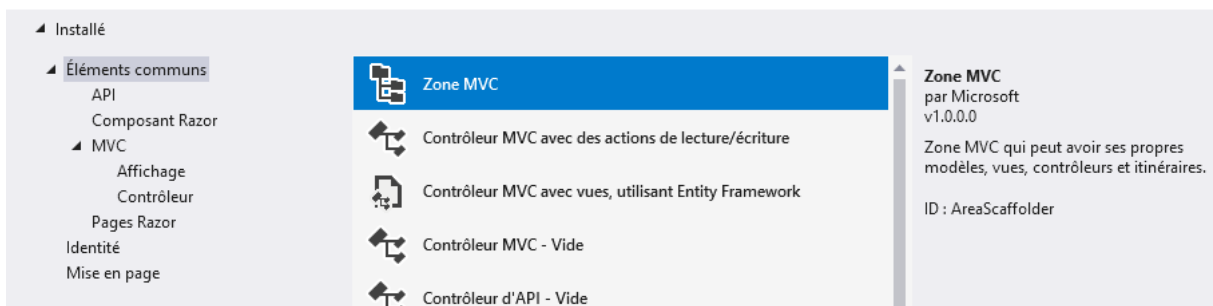 Installé
Éléments communs
API
Composant Razor
MVC
Affichage
Contrôleur
Pages Razor
Identité
Mise en page
Zone MVC
Contrôleur MVC avec des actions de lecture/écriture
Contrôleur MVC avec vues, utilisant Entity Framework
Contrôleur MVC - Vide
Contrôleur d'API - Vide
Zone MVC
par Microsoft
v1.0.0.0
Zone MVC qui peut avoir ses propres
modèles, vues, contrôleurs et itinéraires.
ID : AreaScaffolder